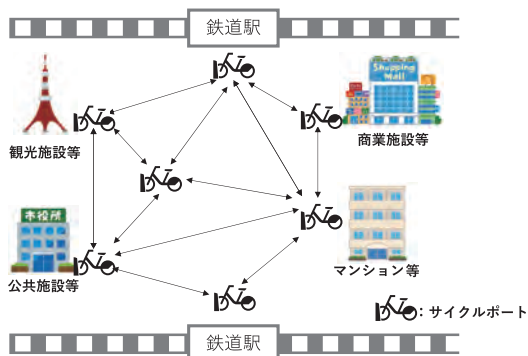 鉄道駅
Shopping
Mall
観光施設等
商業施設等
市役所
公共施設等
マンション等
：サイクルポート
鉄道駅